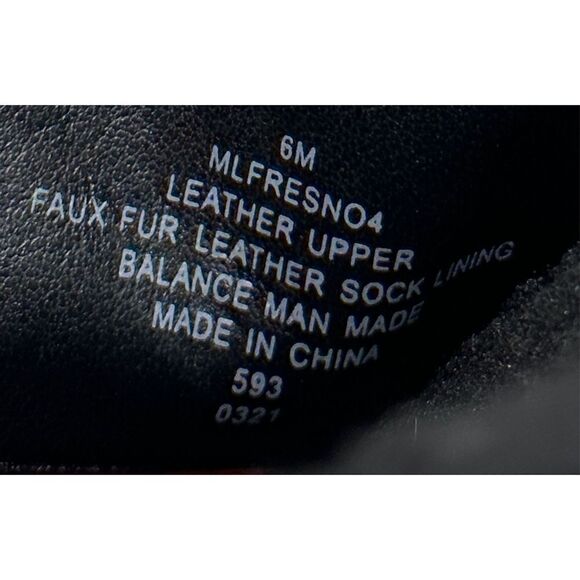 6M
MLFRESNO4
LEATHER UPPER
FAUX FUR LEATHER SOCK LINING
BALANCE MAN MADE
MADE IN CHINA
593
0321